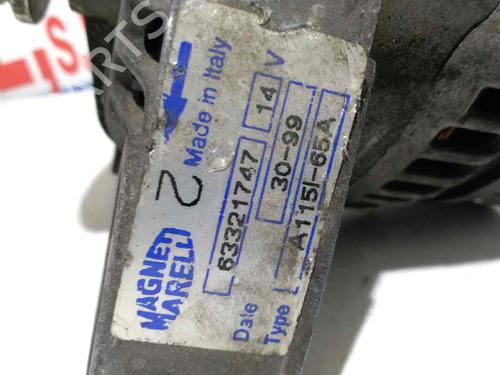 MAGNETI
MARELLI
2
Made in Italy
63321747
14
V
Date
30-99
Type
A115I-65A